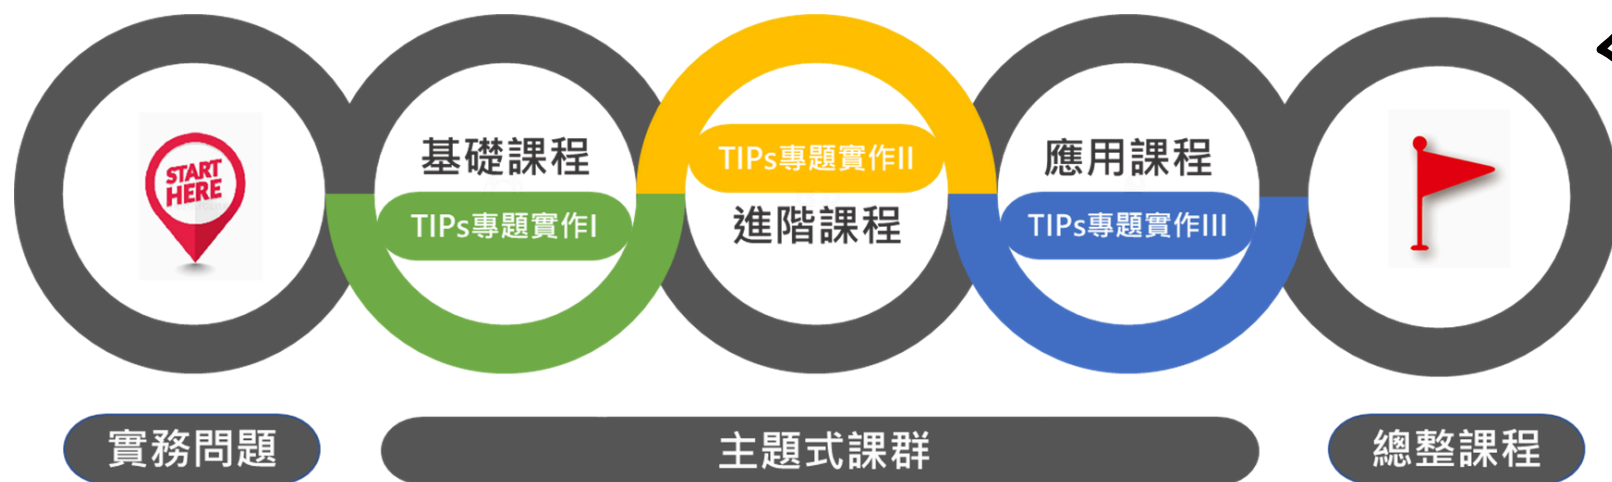 START
HERE
基礎課程
TIPs專題實作I
TIPs專題實作II
進階課程
應用課程
TIPs專題實作III
實務問題
主題式課群
總整課程